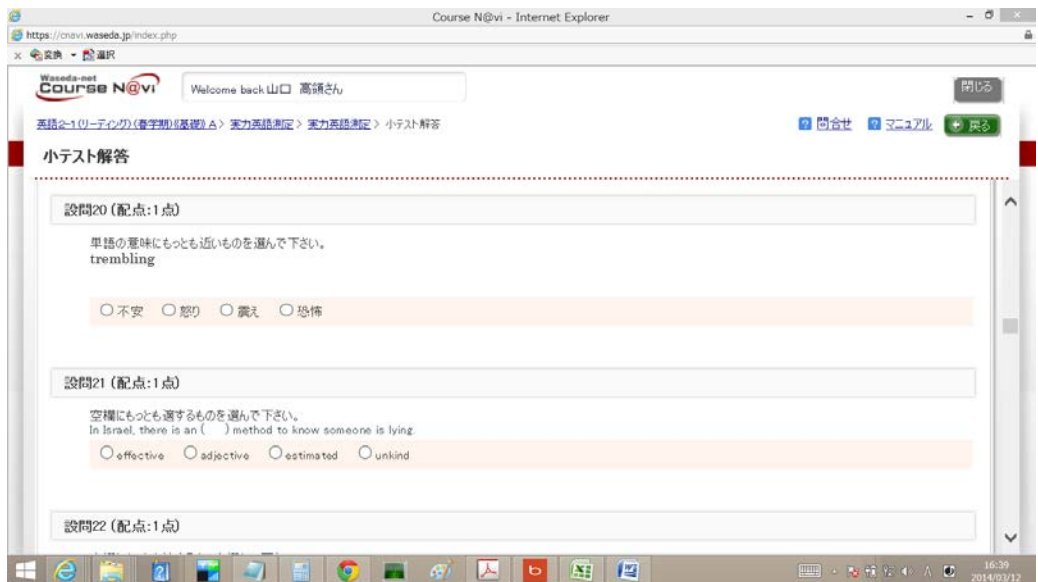 Course N@vi - Internet Explorer
https://cnavi.waseda.jp/index.php
× 変換 選択
Waseda-net
Course N@vi
Welcome back山口 高領さん
閉じる
英語2-1(リーディング)(春学期)《基礎》 A > 実力英語測定 > 実力英語測定 > 小テスト解答
問合せ マニュアル 戻る
小テスト解答
設問20 (配点:1点)
単語の意味にもっとも近いものを選んで下さい。
trembling
不安 怒り 震え 恐怖
設問21 (配点:1点)
空欄にもっとも適するものを選んで下さい。
In Israel, there is an ( ) method to know someone is lying.
effective adjective estimated unkind
設問22 (配点:1点)
16:39
2014/03/12